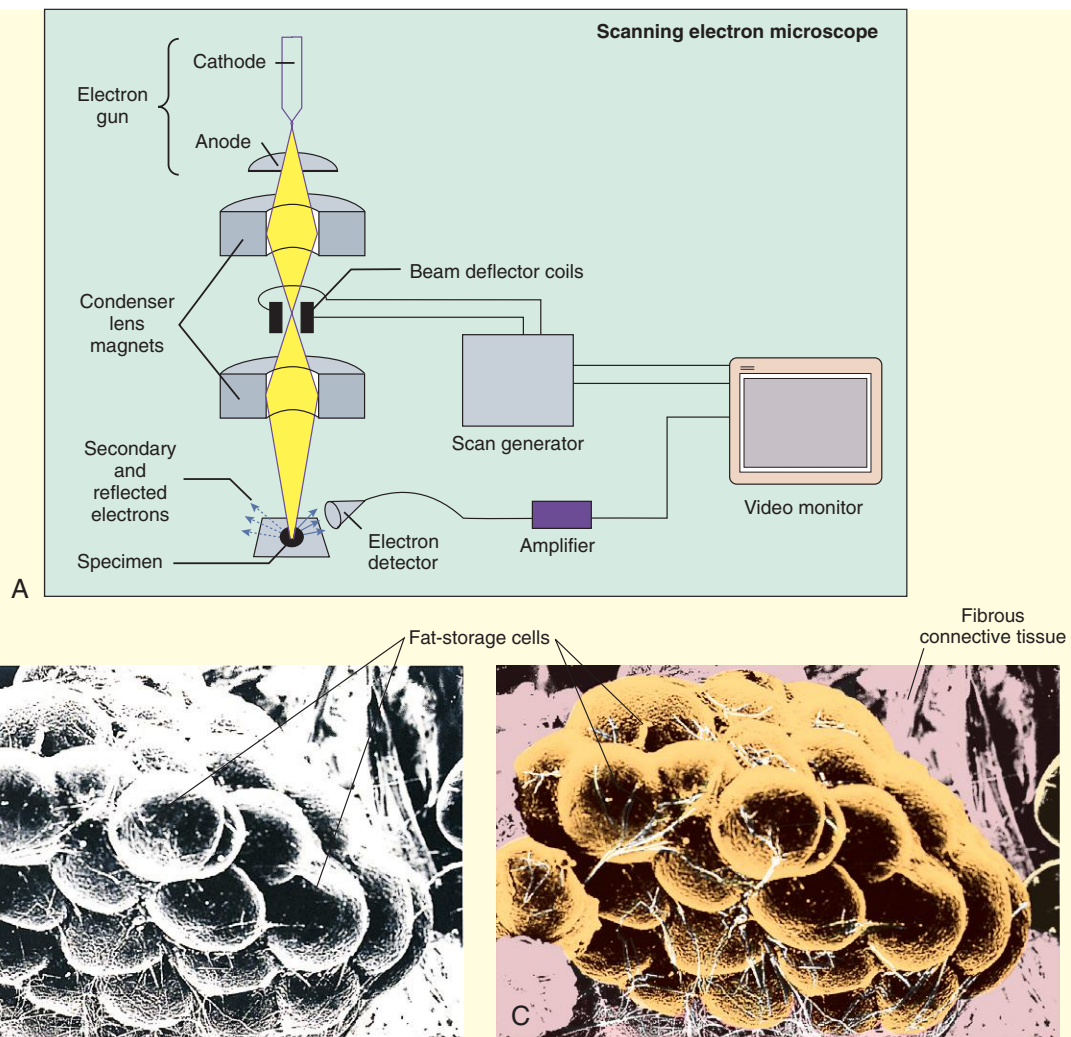 Scanning electron microscope
Cathode
Electron
gun
Anode
Beam deflector coils
Condenser
lens
magnets
Scan generator
Secondary
and
reflected
electrons
Video monitor
Electron
detector
Amplifier
Specimen
A
Fibrous
connective tissue
Fat-storage cells
C